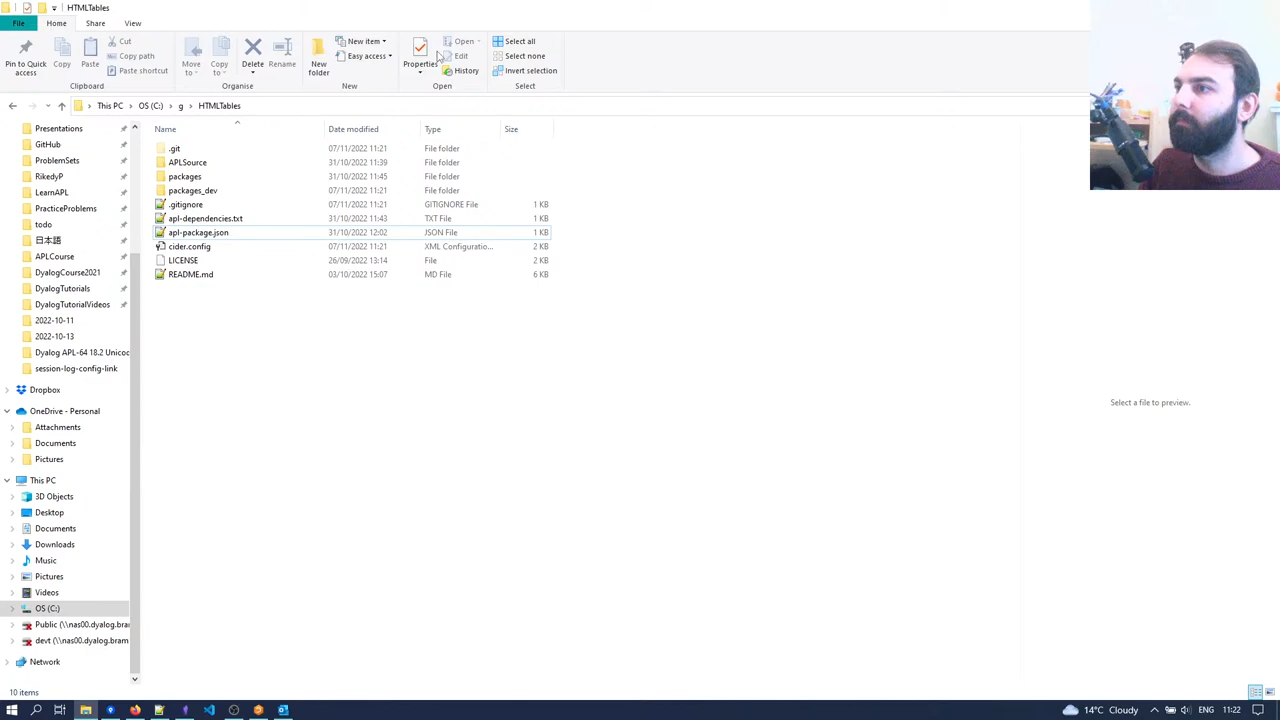 HTMLTables
File Home Share View
Pin to Quick access
Copy
Paste
Cut
Copy path
Paste shortcut
Clipboard
Move to
Copy to
Delete
Rename
Organise
New folder
New item
Easy access
New
Properties
Open
Edit
History
Open
Select all
Select none
Invert selection
Select
This PC OS (C:) g HTMLTables
Presentations
GitHub
ProblemSets
RikedyP
LearnAPL
PracticeProblems
todo
日本語
APLCourse
DyalogCourse2021
DyalogTutorials
DyalogTutorialVideos
2022-10-11
2022-10-13
Dyalog APL-64 18.2 Unicod
session-log-config-link
Dropbox
OneDrive - Personal
Attachments
Documents
Pictures
This PC
3D Objects
Desktop
Documents
Downloads
Music
Pictures
Videos
OS (C:)
Public (\\nas00.dyalog.bram
devt (\\nas00.dyalog.bram
Network
Name Date modified Type Size
.git 07/11/2022 11:21 File folder
APLSource 31/10/2022 11:39 File folder
packages 31/10/2022 11:45 File folder
packages_dev 07/11/2022 11:21 File folder
.gitignore 07/11/2022 11:21 GITIGNORE File 1 KB
apl-dependencies.txt 31/10/2022 11:43 TXT File 1 KB
apl-package.json 31/10/2022 12:02 JSON File 1 KB
cider.config 07/11/2022 11:21 XML Configuratio... 2 KB
LICENSE 26/09/2022 13:14 File 2 KB
README.md 03/10/2022 15:07 MD File 6 KB
Select a file to preview.
10 items
14°C Cloudy ENG 11:22